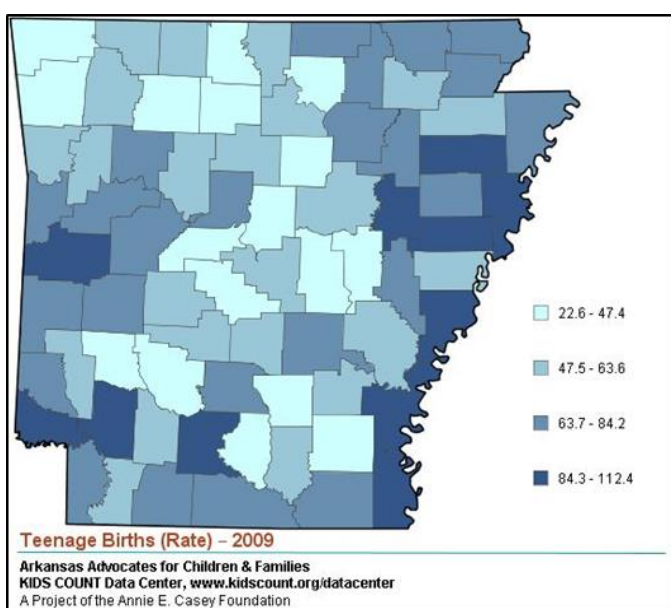 22.6 - 47.4
47.5 - 63.6
63.7 - 84.2
84.3 - 112.4
Teenage Births (Rate) – 2009
Arkansas Advocates for Children & Families
KIDS COUNT Data Center, www.kidscount.org/datacenter
A Project of the Annie E. Casey Foundation